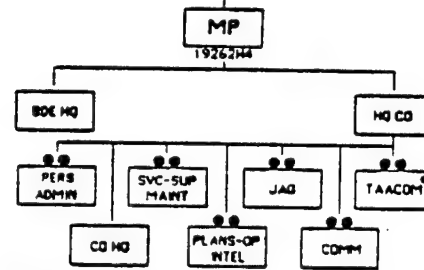 MP
19262H4
BDE HQ
HQ CO
PERS
ADMIN
SVC-SUP
MAINT
JAG
TAACOM
CO HQ
PLANS-OP
INTEL
COMM